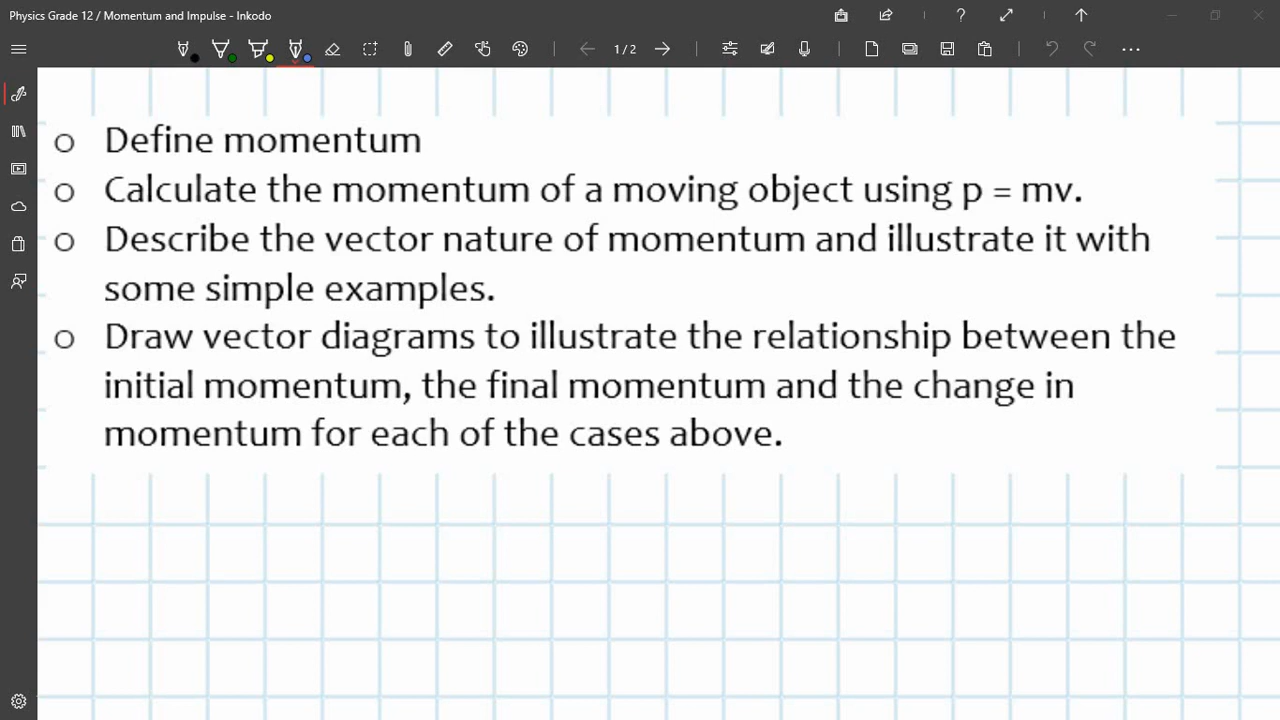 Physics Grade 12 / Momentum and Impulse - Inkodo
1/2
o Define momentum
o Calculate the momentum of a moving object using p = mv.
o Describe the vector nature of momentum and illustrate it with
some simple examples.
o Draw vector diagrams to illustrate the relationship between the
initial momentum, the final momentum and the change in
momentum for each of the cases above.